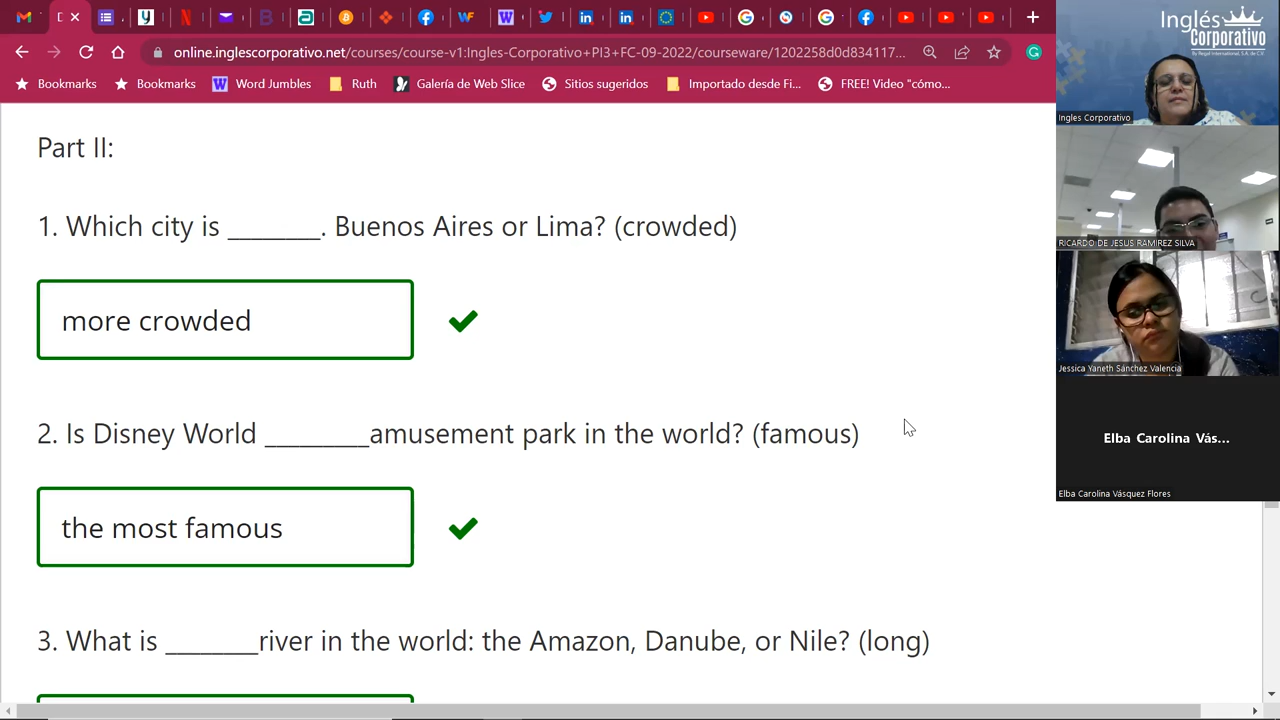 online.inglescorporativo.net/courses/course-v1:Ingles-Corporativo+PI3+FC-09-2022/courseware/1202258d0d834117...
Bookmarks
Bookmarks
Word Jumbles
Ruth
Galería de Web Slice
Sitios sugeridos
Importado desde Fi...
FREE! Video "cómo...
Part II:
1. Which city is ________. Buenos Aires or Lima? (crowded)
more crowded
2. Is Disney World _________amusement park in the world? (famous)
the most famous
3. What is ________river in the world: the Amazon, Danube, or Nile? (long)
Inglés
Corporativo
Ingles Corporativo
RICARDO DE JESUS RAMIREZ SILVA
Jessica Yaneth Sánchez Valencia
Elba Carolina Vás...
Elba Carolina Vásquez Flores